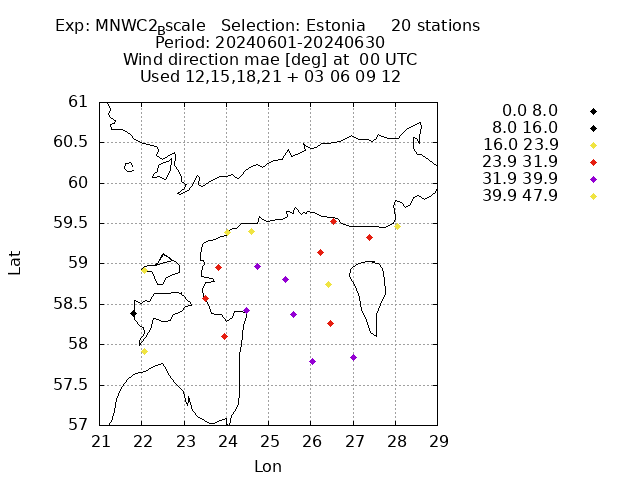 Exp: MNWC2Bscale   Selection: Estonia     20 stations
Period: 20240601-20240630
Wind direction mae [deg] at  00 UTC
Used 12,15,18,21 + 03 06 09 12
61
60.5
60
59.5
59
58.5
58
57.5
57
21 22 23 24 25 26 27 28 29
Lat
Lon
0.0 8.0
8.0 16.0
16.0 23.9
23.9 31.9
31.9 39.9
39.9 47.9